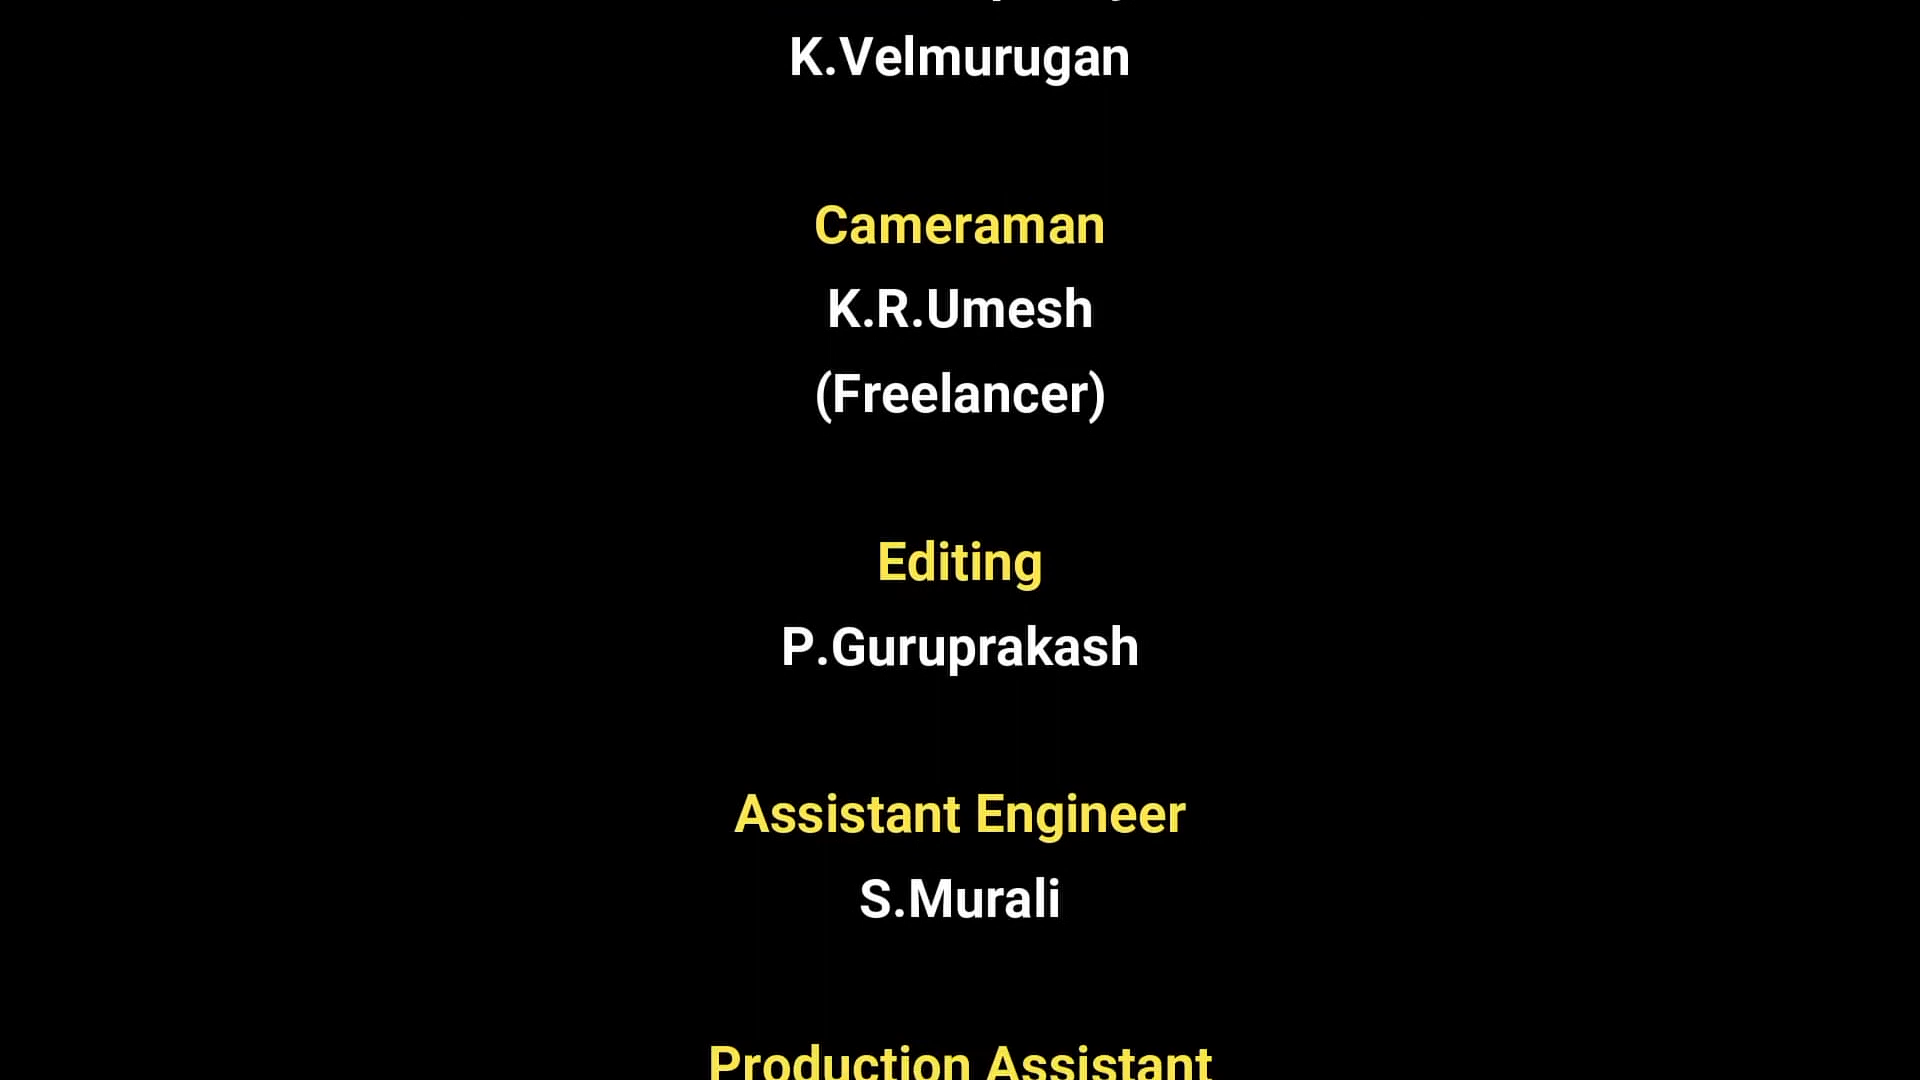 K.Velmurugan
Cameraman
K.R.Umesh
(Freelancer)
Editing
P.Guruprakash
Assistant Engineer
S.Murali
Production Assistant